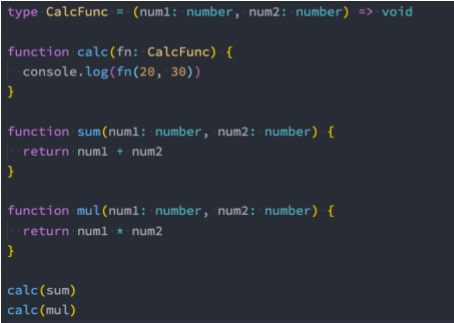 type CalcFunc = (num1: number, num2: number) => void
function calc(fn: CalcFunc) {
  console.log(fn(20, 30))
}
function sum(num1: number, num2: number) {
  return num1 + num2
}
function mul(num1: number, num2: number) {
  return num1 * num2
}
calc(sum)
calc(mul)